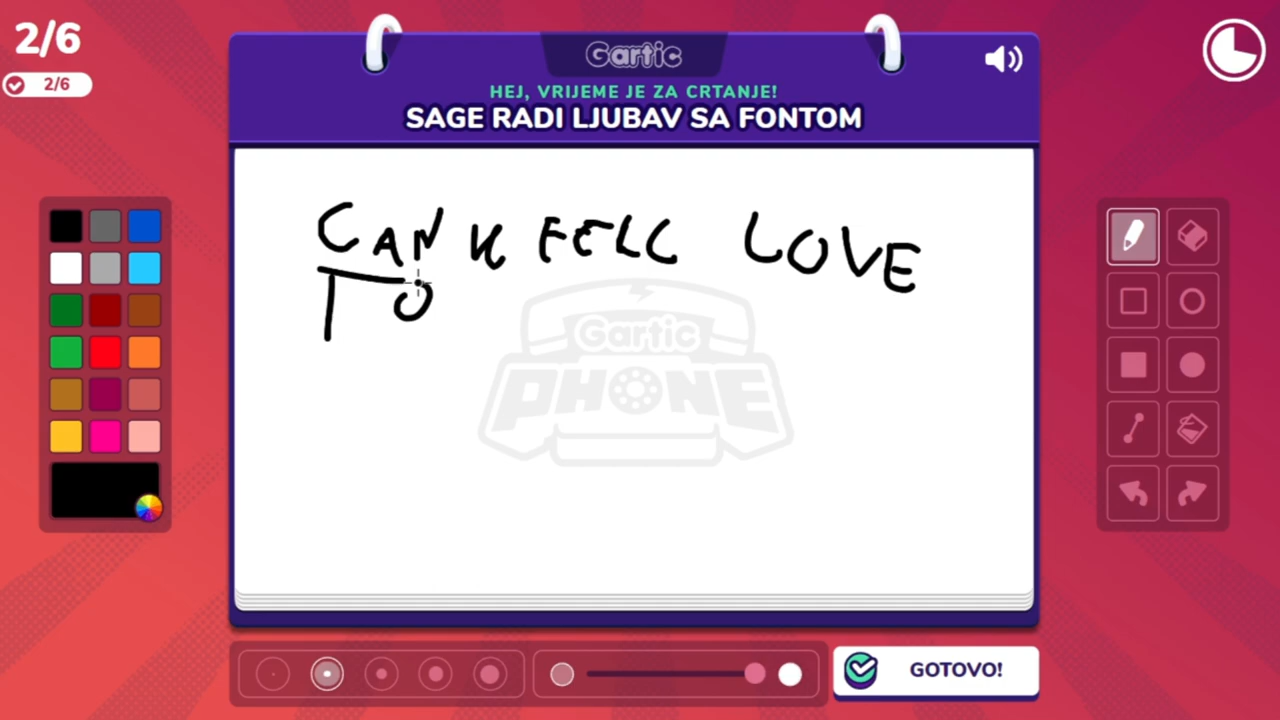 2/6
2/6
Gartic
HEJ, VRIJEME JE ZA CRTANJE!
SAGE RADI LJUBAV SA FONTOM
CAN U FELL LOVE
TO
Gartic
PHONE
GOTOVO!